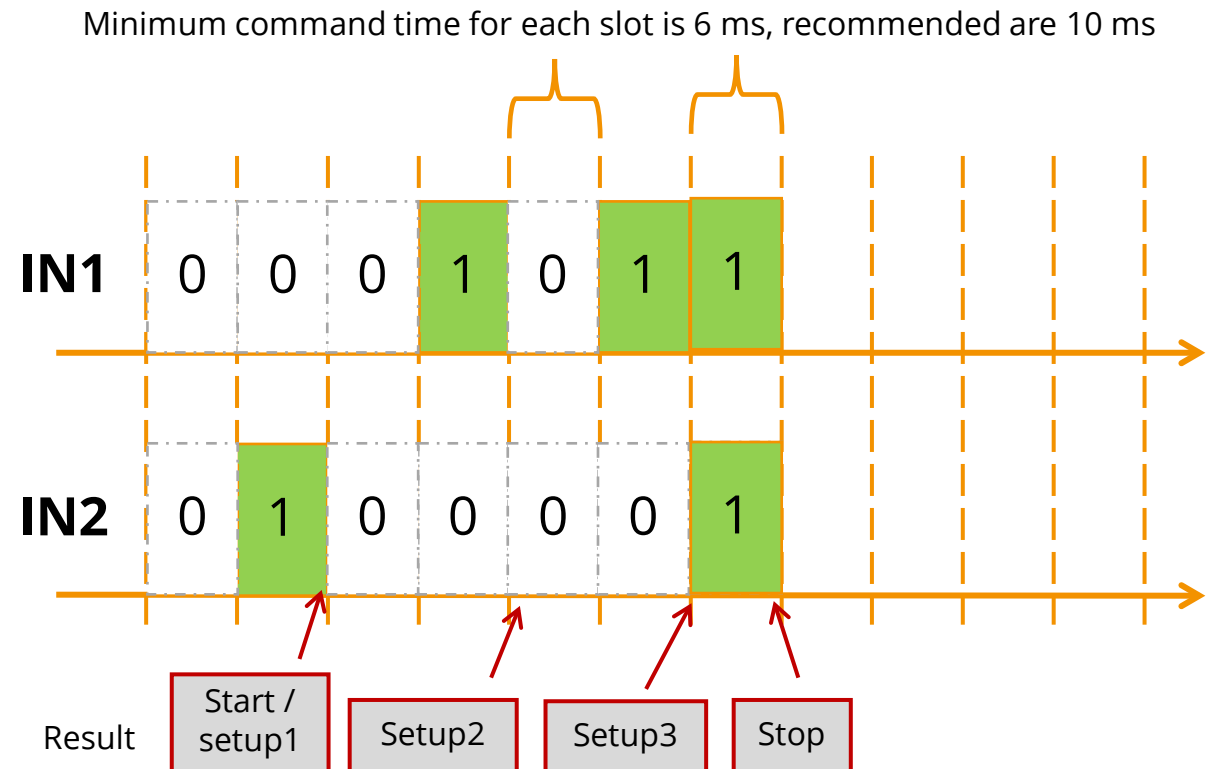 Minimum command time for each slot is 6 ms, recommended are 10 ms
IN1 0 0 0 1 0 1 1
IN2 0 1 0 0 0 0 1
Result
Start /
setup1
Setup2
Setup3
Stop